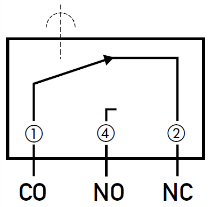 ① ④ ②
CO NO NC